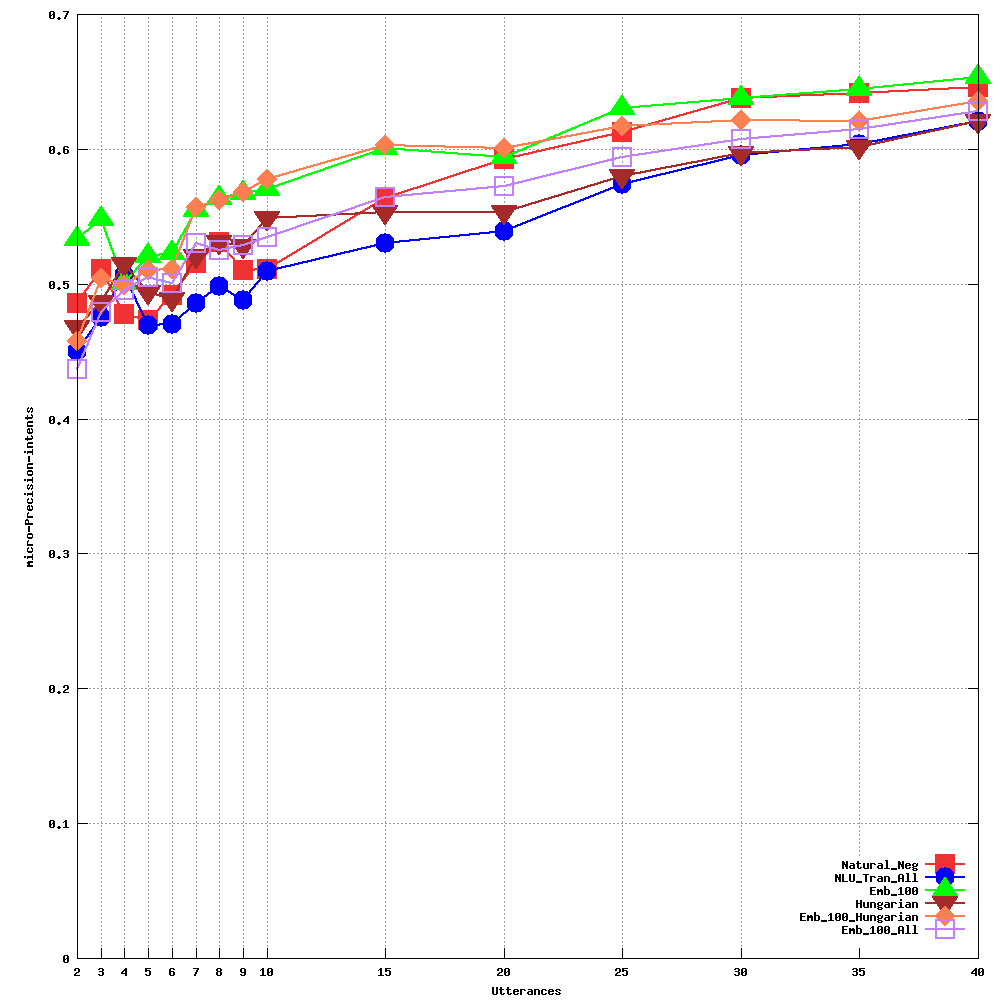 0.7
0.6
0.5
0.4
0.3
0.2
0.1
0
micro-Precision-intents
Natural_Neg
NLU_Tran_All
Emb_100
Hungarian
Emb_100_Hungarian
Emb_100_All
2 3 4 5 6 7 8 9 10 15 20 25 30 35 40
Utterances